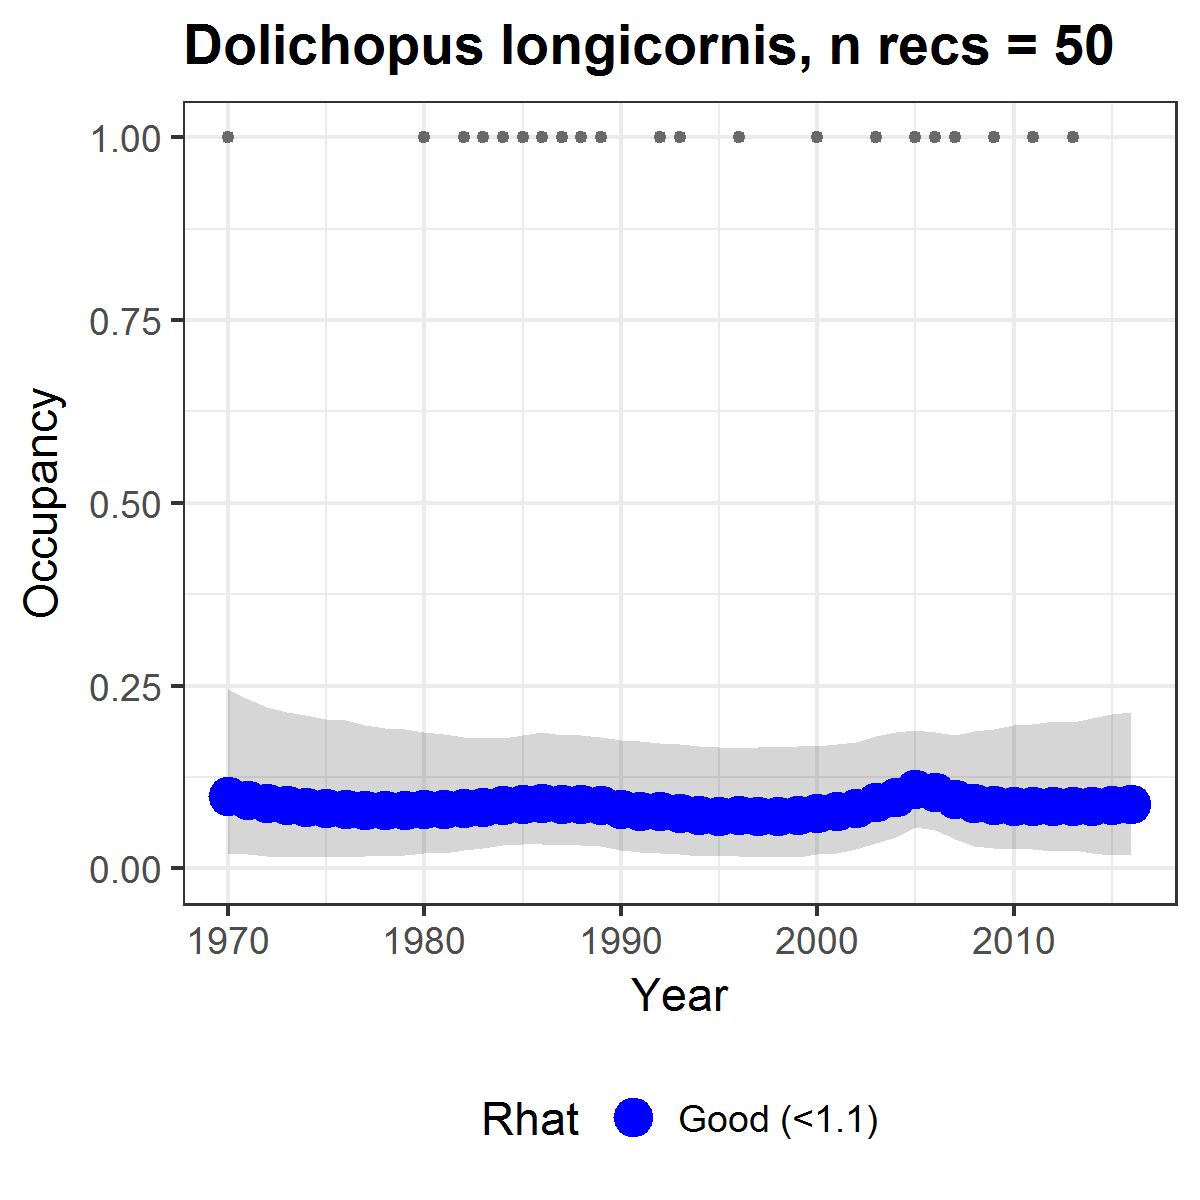 Dolichopus longicornis, n recs = 50
1.00
0.75
0.50
0.25
0.00
Occupancy
1970 1980 1990 2000 2010
Year
Rhat Good (<1.1)